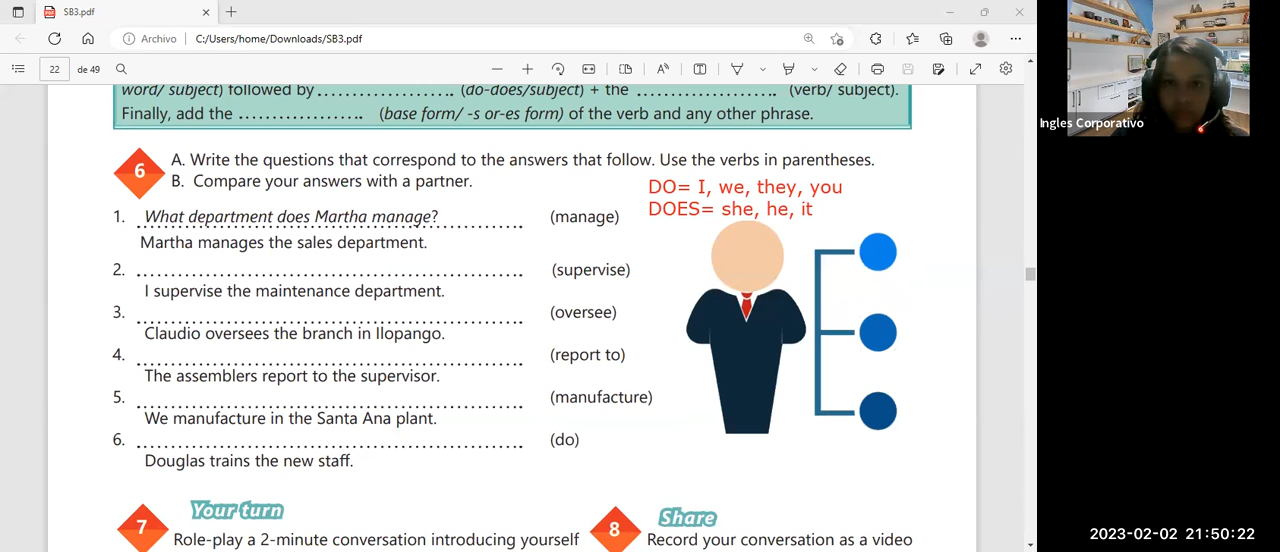 SB3.pdf
Archivo
C:/Users/home/Downloads/SB3.pdf
22
de 49
word/ subject) followed by ........................ (do-does/subject) + the ........................ (verb/ subject).
Finally, add the ..................... (base form/ -s or-es form) of the verb and any other phrase.
6
A. Write the questions that correspond to the answers that follow. Use the verbs in parentheses.
B. Compare your answers with a partner.
DO= I, we, they, you
DOES= she, he, it
1. What department does Martha manage? (manage)
Martha manages the sales department.
2. (supervise)
I supervise the maintenance department.
3. (oversee)
Claudio oversees the branch in Ilopango.
4. (report to)
The assemblers report to the supervisor.
5. (manufacture)
We manufacture in the Santa Ana plant.
6. (do)
Douglas trains the new staff.
7
Your turn
Role-play a 2-minute conversation introducing yourself
8
Share
Record your conversation as a video
Ingles Corporativo
2023-02-02 21:50:22